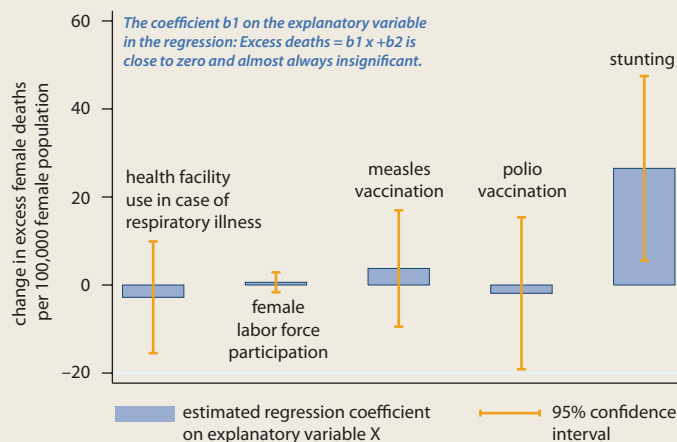 60
40
20
0
−20
change in excess female deaths
per 100,000 female population
The coefficient b1 on the explanatory variable
in the regression: Excess deaths = b1 x +b2 is
close to zero and almost always insignificant.
health facility
use in case of
respiratory illness
female
labor force
participation
measles
vaccination
polio
vaccination
stunting
estimated regression coefficient
on explanatory variable X
95% confidence
interval